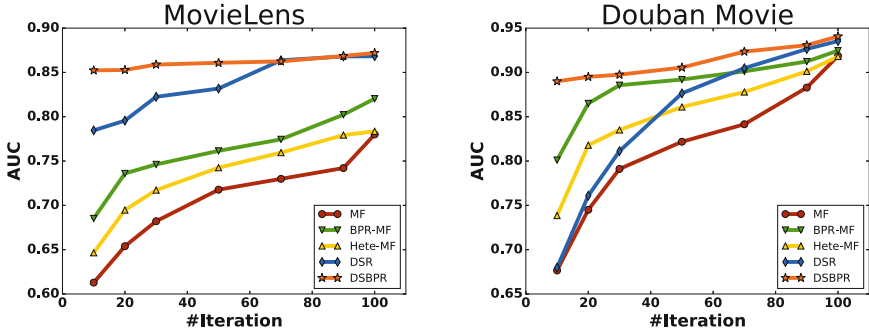 MovieLens
AUC
0.90
0.85
0.80
0.75
0.70
0.65
0.60
0 20 40 60 80 100
#Iteration
MF
BPR-MF
Hete-MF
DSR
DSBPR
Douban Movie
AUC
0.95
0.90
0.85
0.80
0.75
0.70
0.65
0 20 40 60 80 100
#Iteration
MF
BPR-MF
Hete-MF
DSR
DSBPR